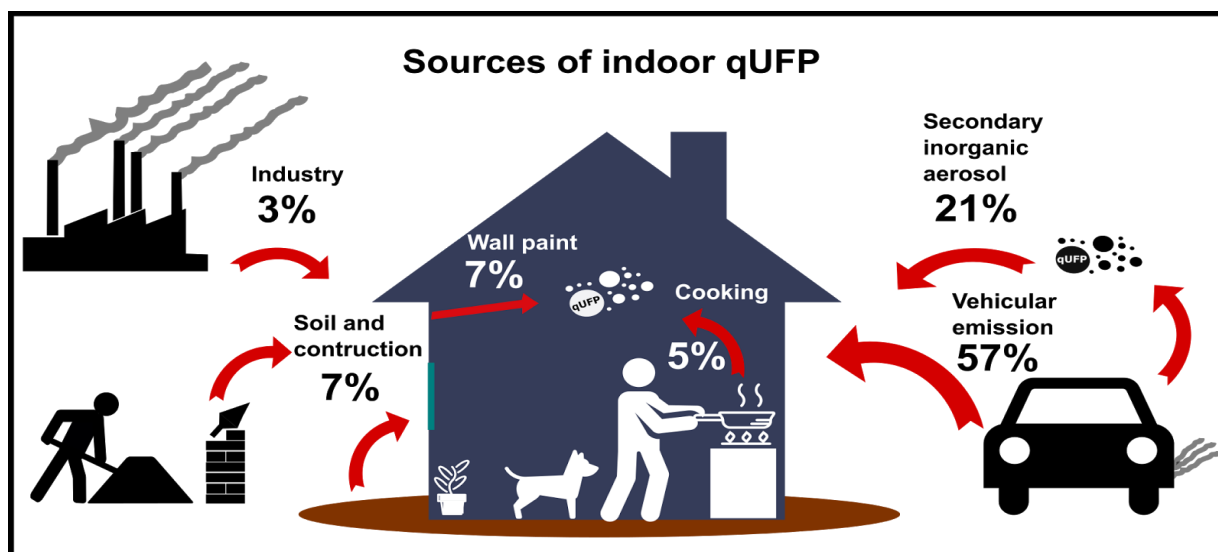 Sources of indoor qUFP
Industry
3%
Secondary
inorganic
aerosol
21%
Wall paint
7%
qUFP
qUFP
Cooking
5%
Soil and
contruction
7%
Vehicular
emission
57%